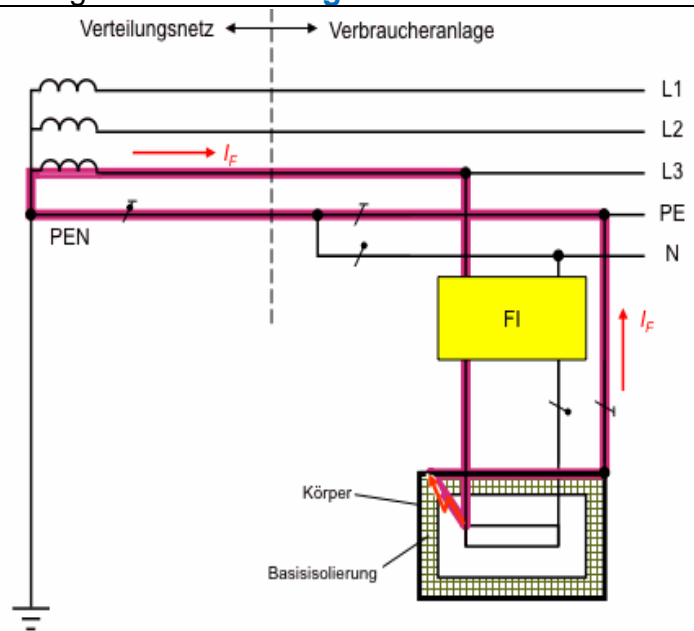 Verteilungsnetz Verbraucheranlage
L1
L2
I_F L3
PE
PEN
N
FI
I_F
Körper
Basisisolierung